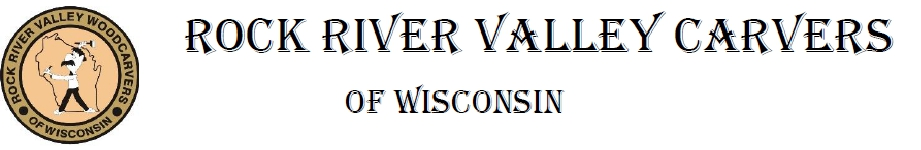 ROCK RIVER VALLEY WOODCARVERS
OF WISCONSIN
ROCK RIVER VALLEY CARVERS
OF WISCONSIN